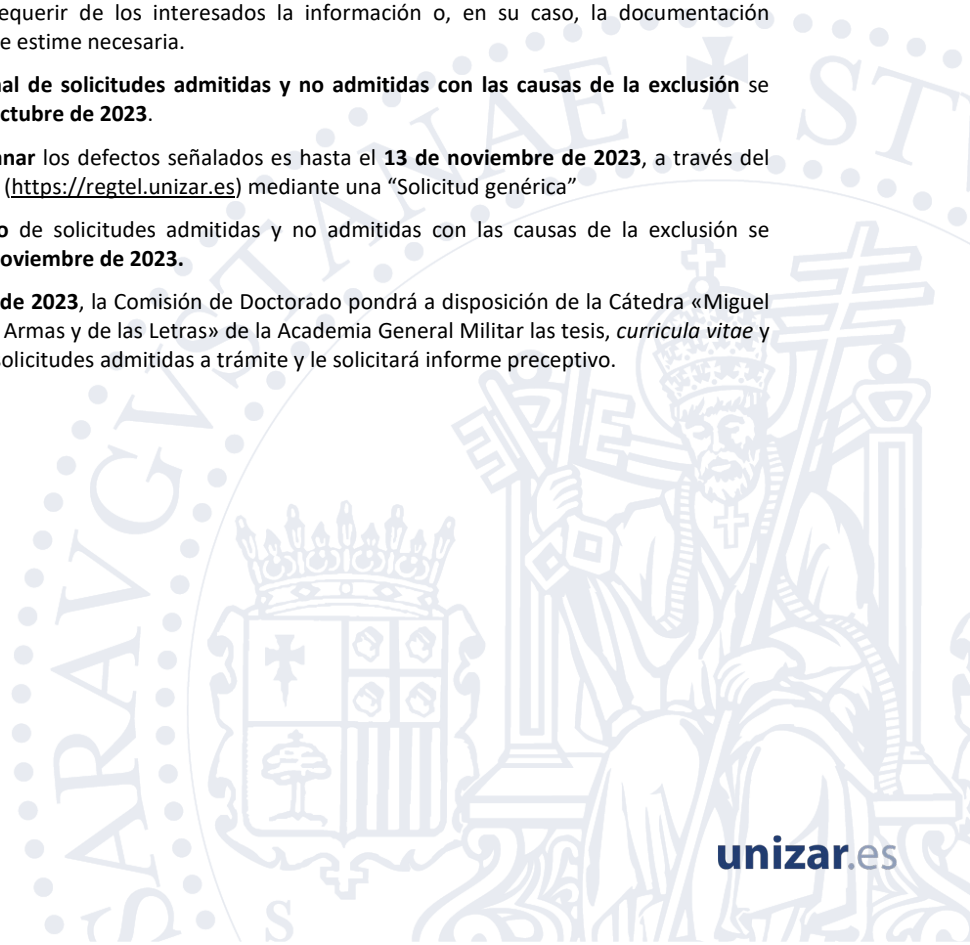 equerir de los interesados la información o, en su caso, la documentación
e estime necesaria.
al de solicitudes admitidas y no admitidas con las causas de la exclusión se
ctubre de 2023.
nar los defectos señalados es hasta el 13 de noviembre de 2023, a través del
(https://regtel.unizar.es) mediante una “Solicitud genérica”
o de solicitudes admitidas y no admitidas con las causas de la exclusión se
oviembre de 2023.
de 2023, la Comisión de Doctorado pondrá a disposición de la Cátedra «Miguel
Armas y de las Letras» de la Academia General Militar las tesis, curricula vitae y
solicitudes admitidas a trámite y le solicitará informe preceptivo.
SARAVGVSTANAE ST
S
unizar.es